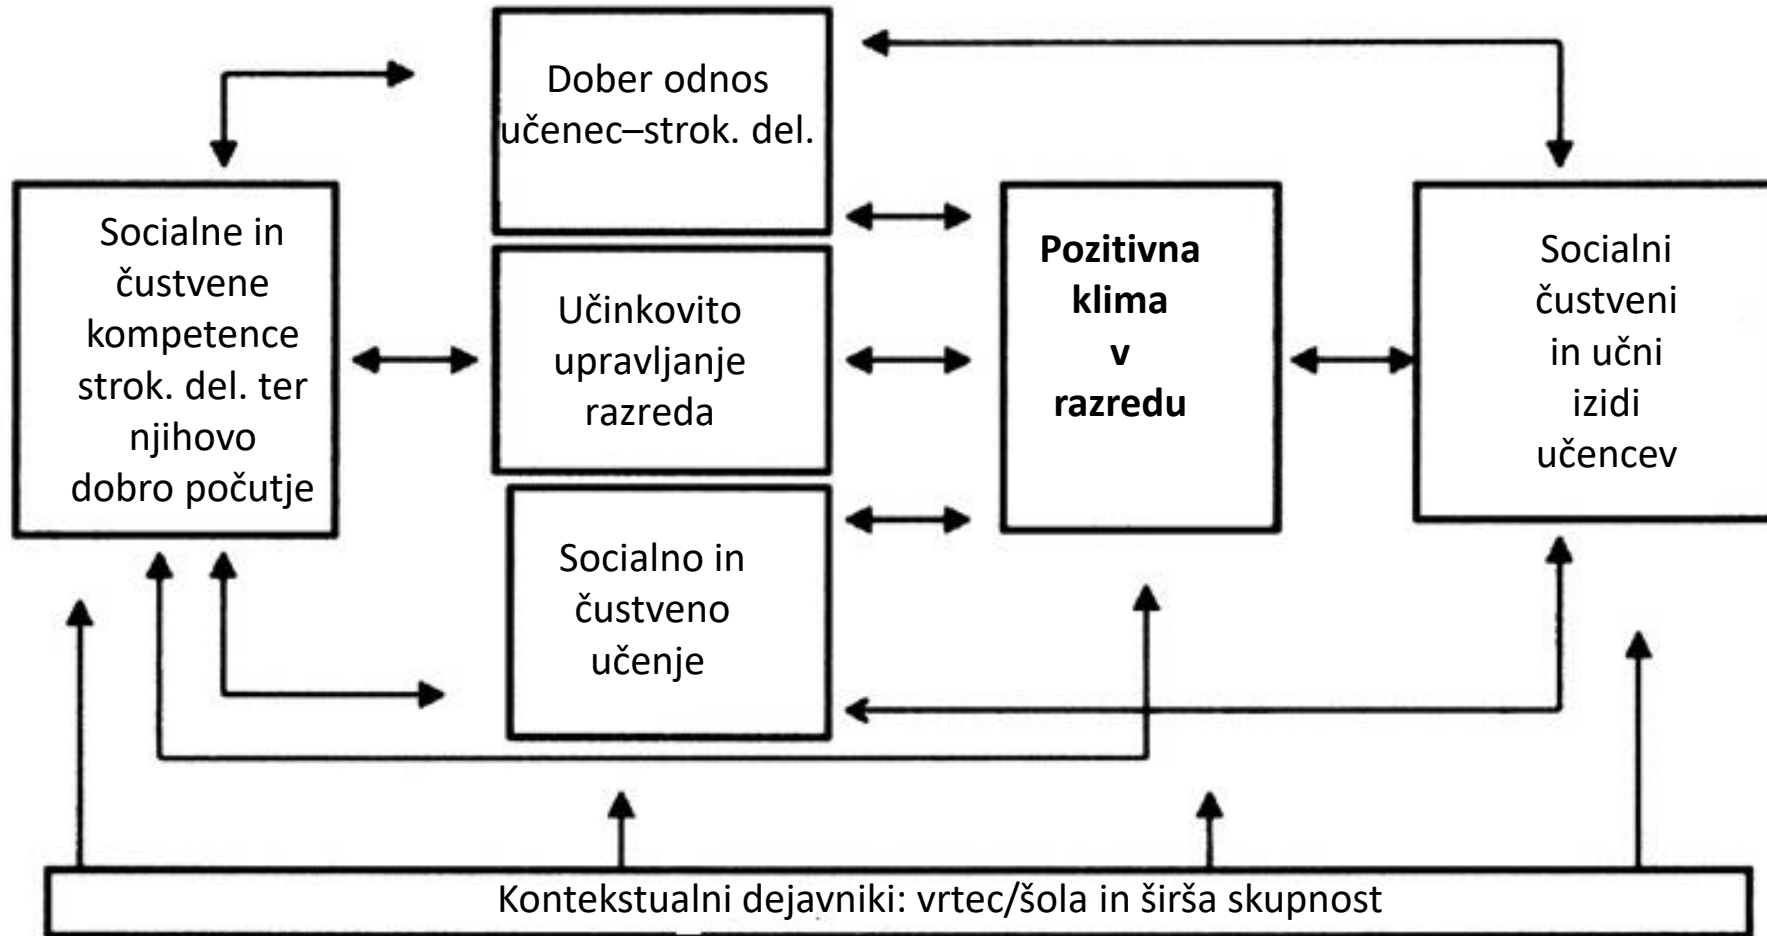 Dober odnos
učenec–strok. del.
Socialne in
čustvene
kompetence
strok. del. ter
njihovo
dobro počutje
Učinkovito
upravljanje
razreda
Socialno in
čustveno
učenje
Pozitivna
klima
v
razredu
Socialni
čustveni
in učni
izidi
učencev
Kontekstualni dejavniki: vrtec/šola in širša skupnost